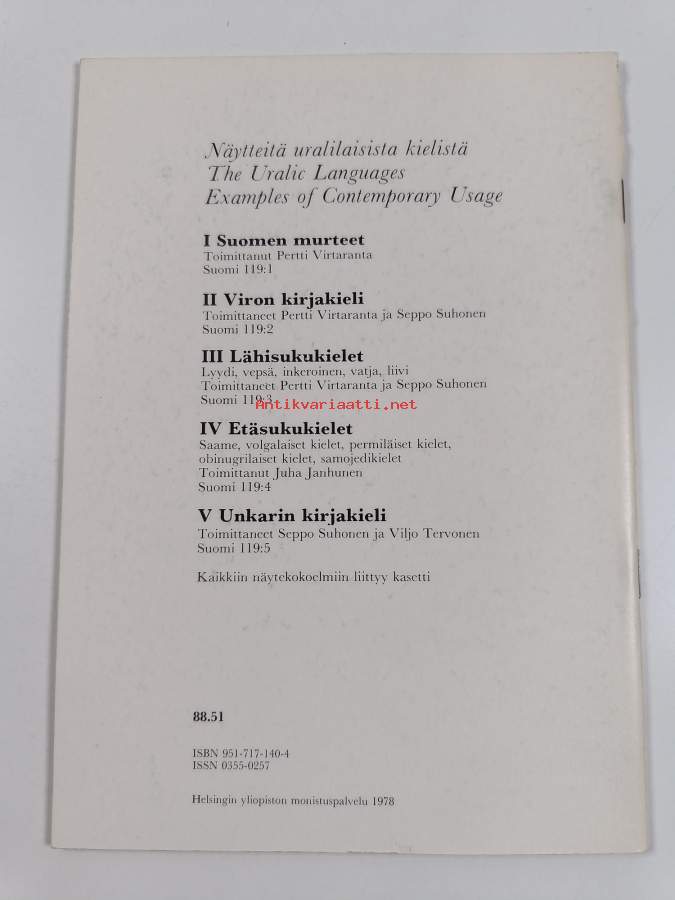 Näytteitä uralilaisista kielistä
The Uralic Languages
Examples of Contemporary Usage
I Suomen murteet
Toimittanut Pertti Virtaranta
Suomi 119:1
II Viron kirjakieli
Toimittaneet Pertti Virtaranta ja Seppo Suhonen
Suomi 119:2
III Lähisukukielet
Lyydi, vepsä, inkeroinen, vatja, liivi
Toimittaneet Pertti Virtaranta ja Seppo Suhonen
Suomi 119:3
Antikvariaatti.net
IV Etäsukukielet
Saame, volgalaiset kielet, permiläiset kielet,
obinugrilaiset kielet, samojedikielet
Toimittanut Juha Janhunen
Suomi 119:4
V Unkarin kirjakieli
Toimittaneet Seppo Suhonen ja Viljo Tervonen
Suomi 119:5
Kaikkiin näytekokoelmiin liittyy kasetti
88.51
ISBN 951-717-140-4
ISSN 0355-0257
Helsingin yliopiston monistuspalvelu 1978